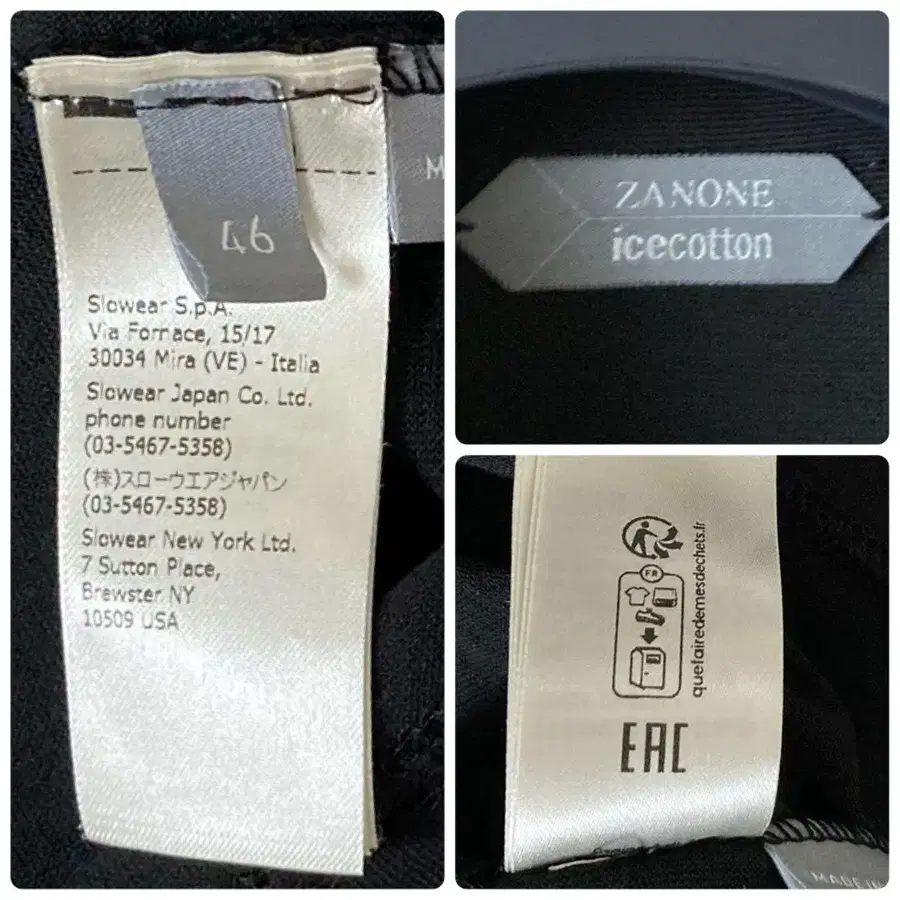 46
M
Slowear S.p.A.
Via Fornace, 15/17
30034 Mira (VE) - Italia
Slowear Japan Co. Ltd.
phone number
(03-5467-5358)
(株)スローウエアジャパン
(03-5467-5358)
Slowear New York Ltd.
7 Sutton Place,
Brewster NY
10509 USA
ZANONE
icecotton
FR
quefairedemesdechets.fr
EAC
MADE IN